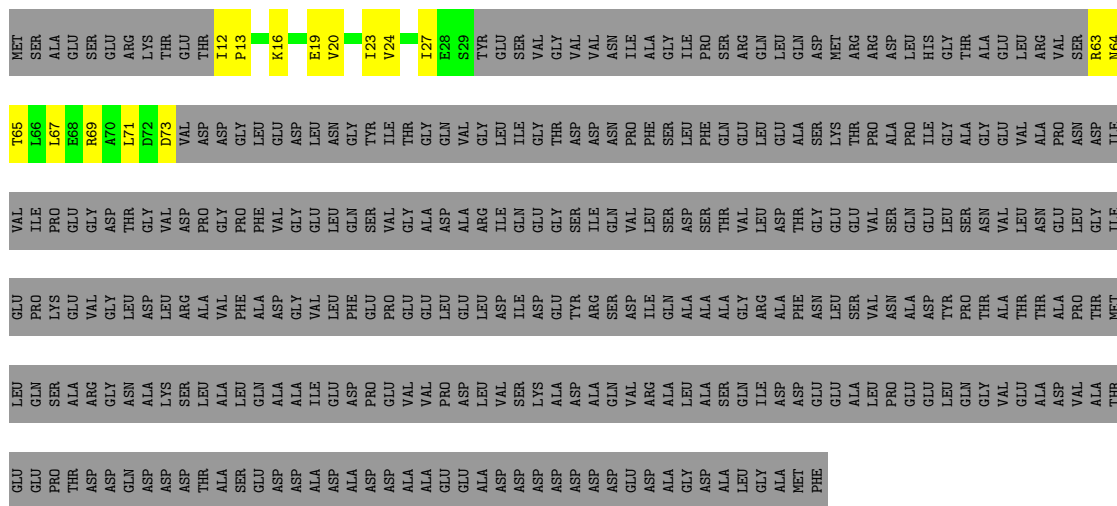 MET SER ALA GLU SER GLU ARG LYS THR GLU THR I12 P13 K16 E19 V20 I23 V24 I27 E28 S29 TYR GLU SER VAL GLY VAL VAL ASN ILE ALA GLY ILE PRO SER ARG GLN LEU GLN ASP MET ARG ARG ASP LEU HIS GLY THR ALA GLU LEU ARG VAL SER R63 N64
T65 L66 L67 E68 R69 A70 L71 D72 D73 VAL ASP ASP GLY LEU GLU ASP LEU ASN GLY TYR ILE THR GLY GLN VAL GLY LEU ILE GLY THR ASP ASP ASN PRO PHE SER LEU PHE GLN GLU LEU GLU ALA SER LYS THR PRO ALA PRO ILE GLY ALA GLY GLU VAL ALA PRO ASN ASP ILE
VAL ILE PRO GLU GLY ASP THR GLY VAL ASP PRO GLY PRO PHE VAL GLY GLU LEU GLN SER VAL GLY ALA ASP ALA ARG ILE GLN GLU GLY SER ILE GLN VAL LEU SER ASP SER THR VAL LEU ASP THR GLY GLU GLU VAL SER GLN GLU LEU SER ASN VAL LEU ASN GLU LEU GLY ILE
GLU PRO LYS GLU VAL GLY LEU ASP LEU ARG ALA VAL PHE ALA ASP GLY VAL LEU PHE GLU PRO GLU GLU LEU GLU LEU ASP ILE ASP GLU TYR ARG SER ASP ILE GLN ALA ALA ALA GLY ARG ALA PHE ASN LEU SER VAL ASN ALA ASP TYR PRO THR ALA THR THR ALA PRO THR MET
LEU GLN SER ALA ARG GLY ASN ALA LYS SER LEU ALA LEU GLN ALA ALA ILE GLU ASP PRO GLU VAL VAL PRO ASP LEU VAL SER LYS ALA ASP ALA GLN VAL ARG ALA LEU ALA SER GLN ILE ASP ASP GLU GLU ALA LEU PRO GLU GLU LEU GLN GLY VAL GLU ALA ASP VAL ALA THR
GLU GLU PRO THR ASP ASP GLN ASP ASP ASP THR ALA SER GLU ASP ASP ALA ASP ALA ASP ASP ALA ALA GLU GLU ALA ASP ASP ASP ASP ASP ASP ASP GLU ASP ALA GLY ASP ALA LEU GLY ALA MET PHE